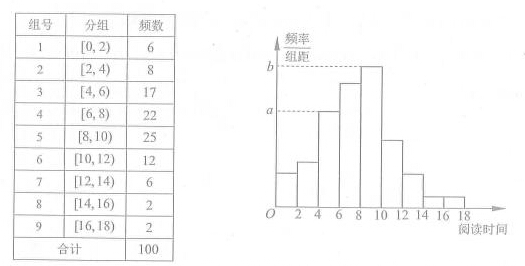 组号 分组 频数
1 [0, 2) 6
2 [2, 4) 8
3 [4, 6) 17
4 [6, 8) 22
5 [8, 10) 25
6 [10, 12) 12
7 [12, 14) 6
8 [14, 16) 2
9 [16, 18) 2
合计 100
频率
组距
b
a
O 2 4 6 8 10 12 14 16 18
阅读时间